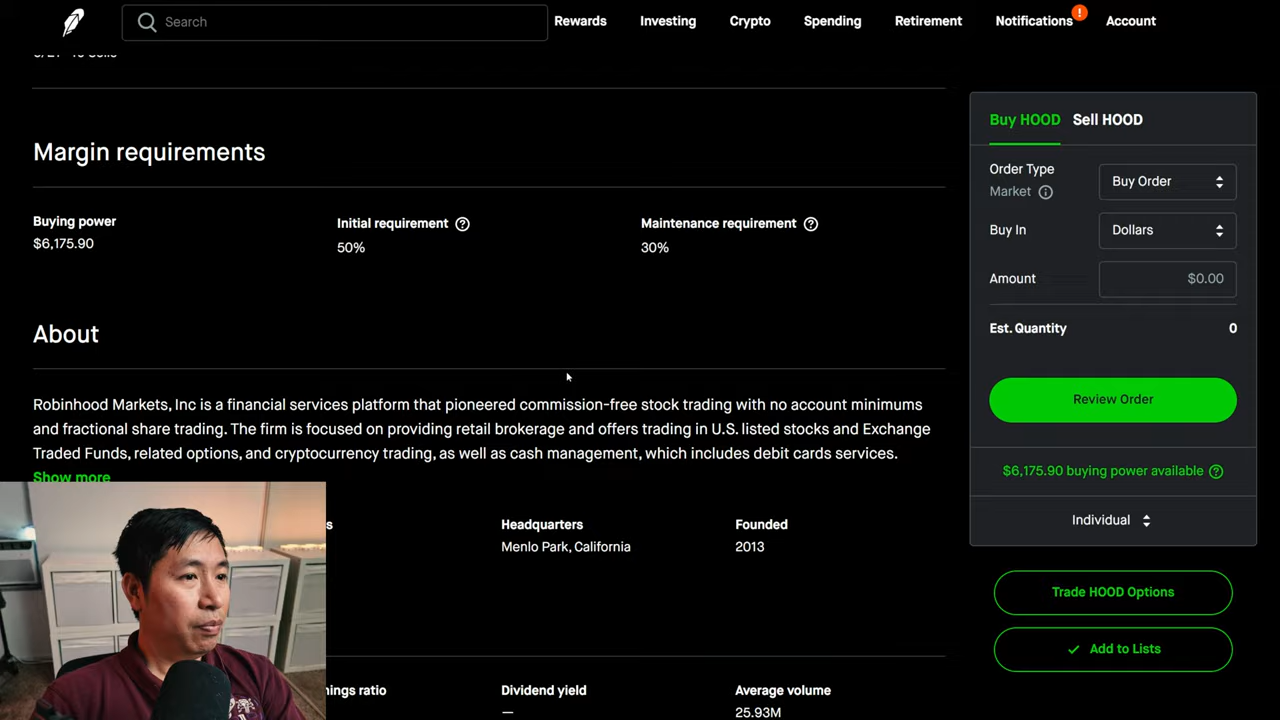 Search
Rewards
Investing
Crypto
Spending
Retirement
Notifications
!
Account
Margin requirements
Buying power
$6,175.90
Initial requirement ?
50%
Maintenance requirement ?
30%
About
Robinhood Markets, Inc is a financial services platform that pioneered commission-free stock trading with no account minimums
and fractional share trading. The firm is focused on providing retail brokerage and offers trading in U.S. listed stocks and Exchange
Traded Funds, related options, and cryptocurrency trading, as well as cash management, which includes debit cards services.
Show more
Headquarters
Menlo Park, California
Founded
2013
ratio
Dividend yield
—
Average volume
25.93M
Buy HOOD
Sell HOOD
Order Type
Market i
Buy Order
Buy In
Dollars
Amount
$0.00
Est. Quantity
0
Review Order
$6,175.90 buying power available ?
Individual
Trade HOOD Options
Add to Lists